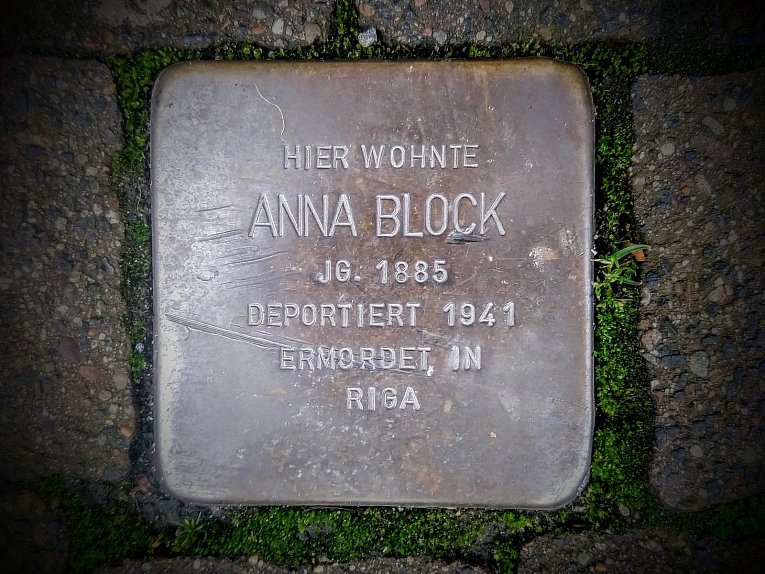 HIER WOHNTE
ANNA BLOCK
JG. 1885
DEPORTIERT 1941
ERMORDET IN
RIGA